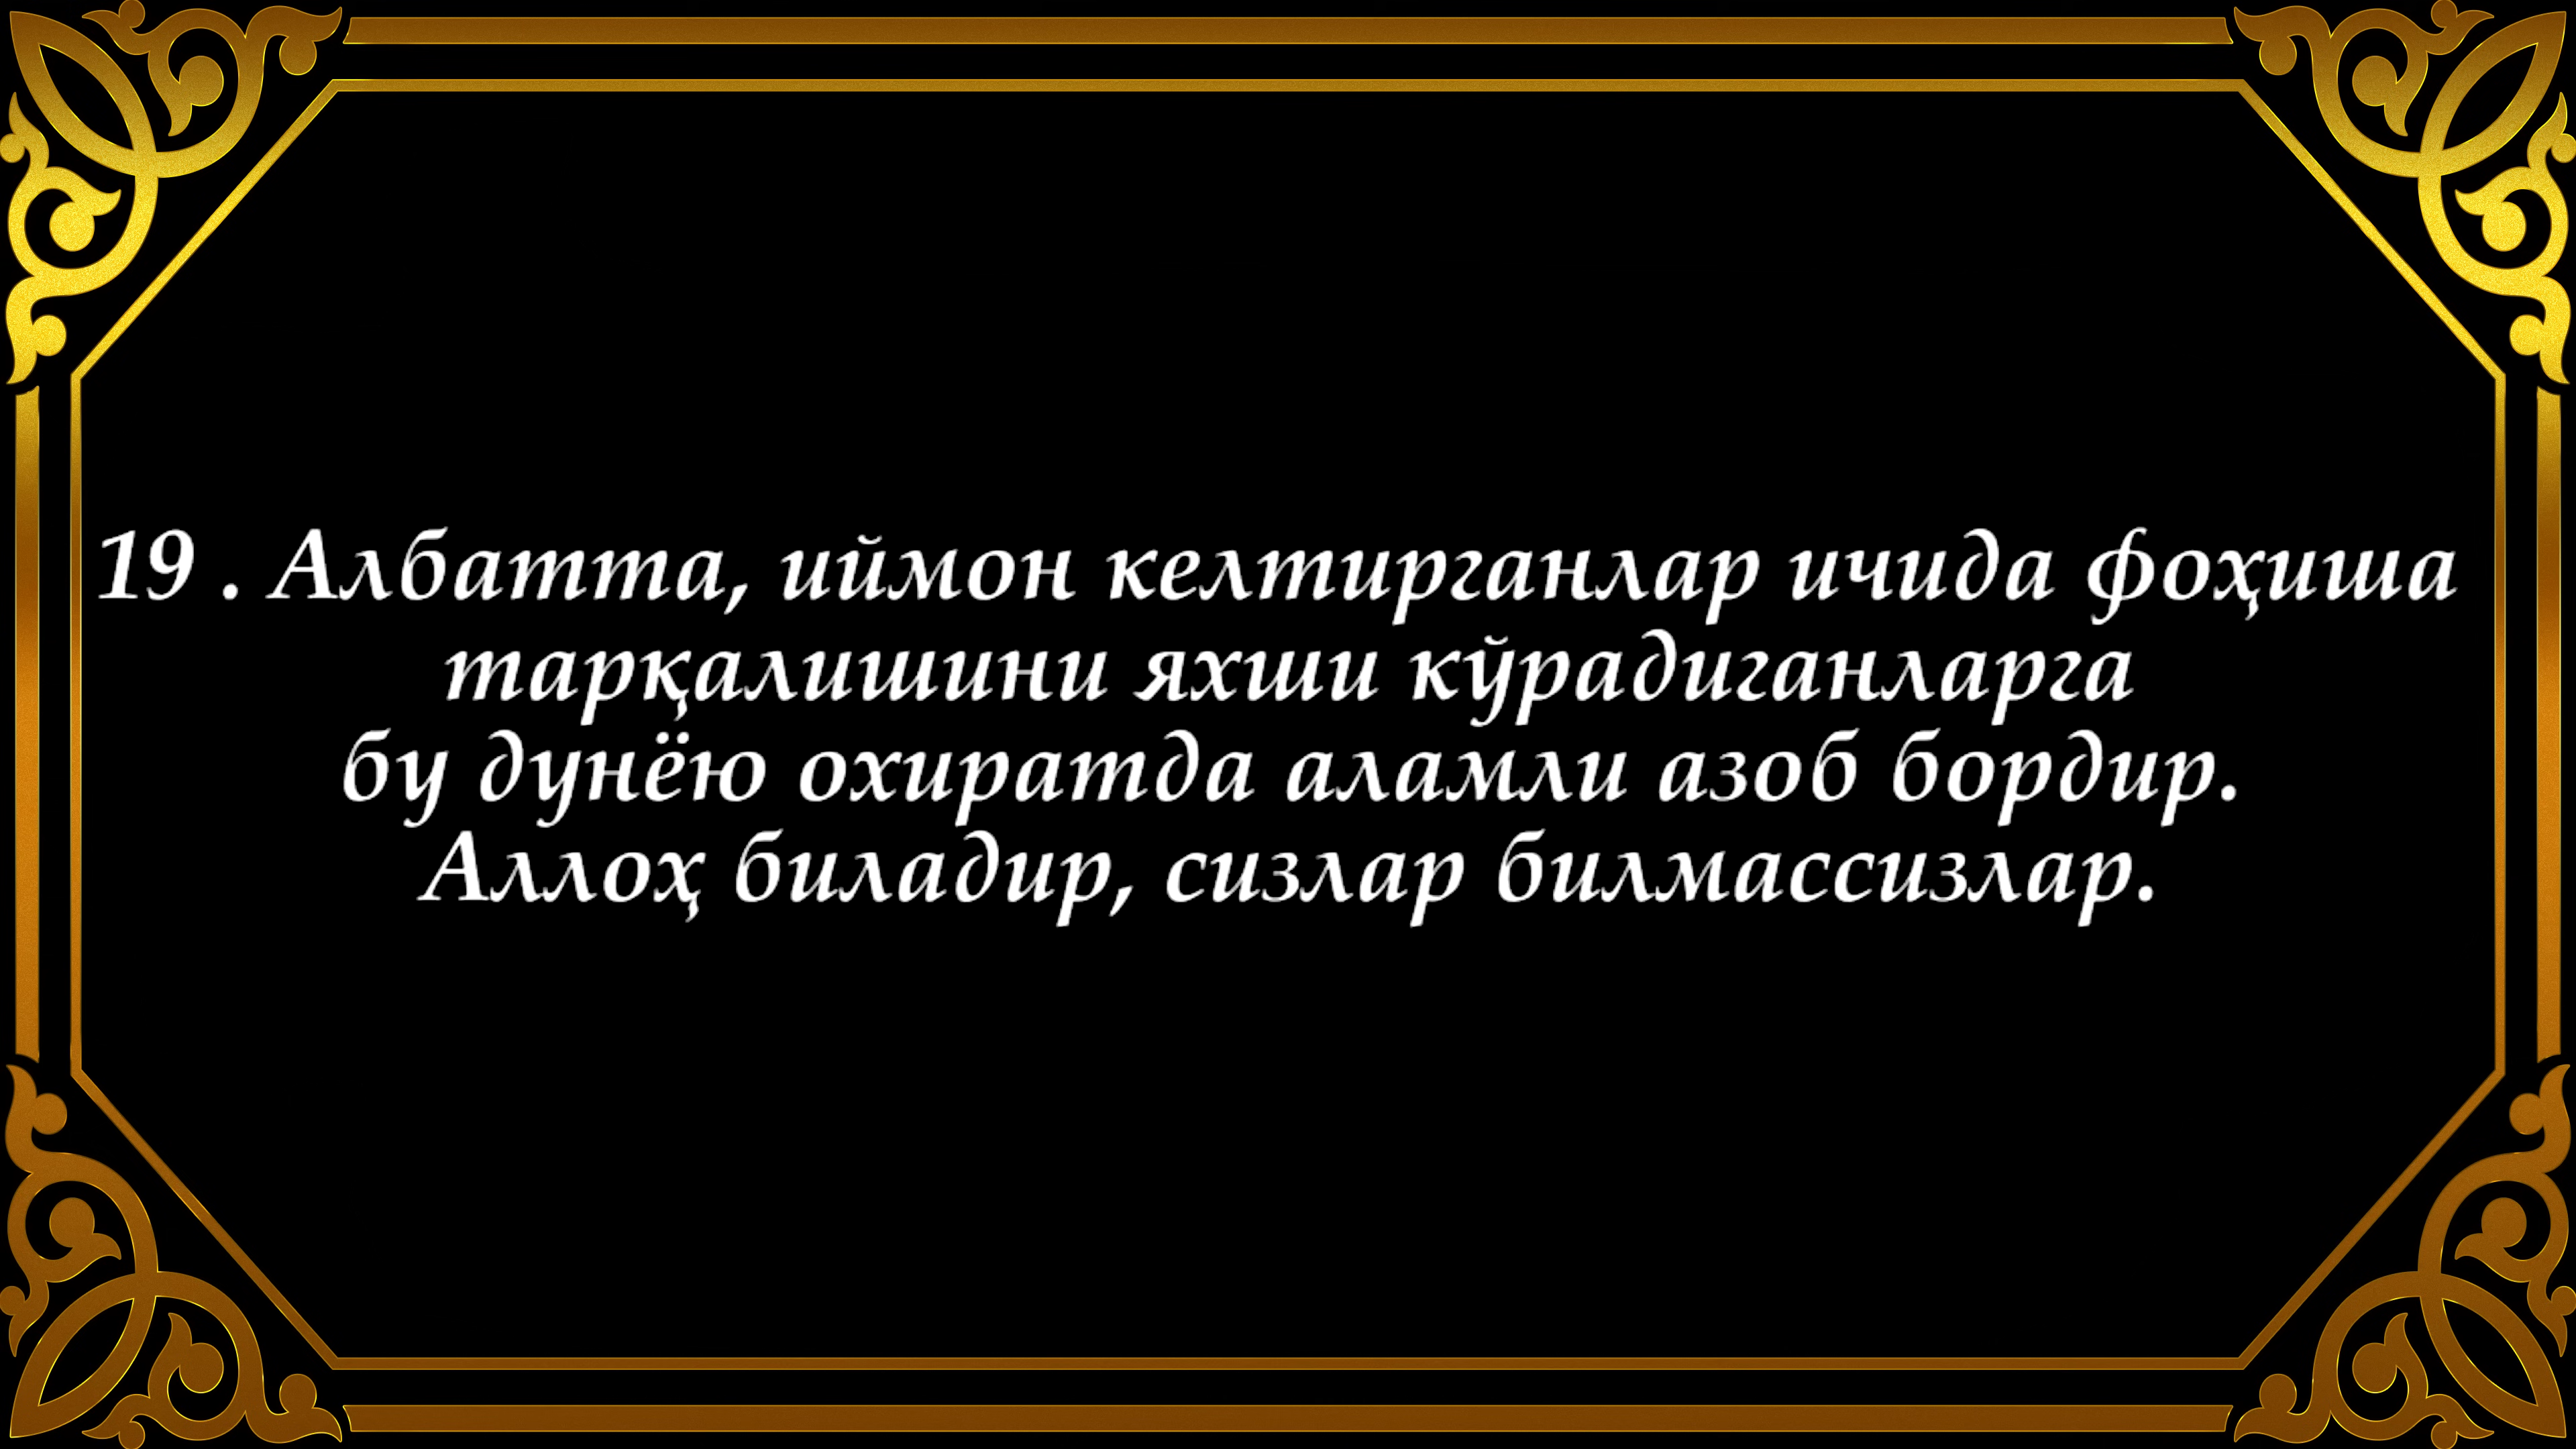 19 . Албатта, иймон келтирганлар ичида фоҳиша
тарқалишини яхши кўрадиганларга
бу дунёю охиратда аламли азоб бордир.
Аллоҳ биладир, сизлар билмассизлар.